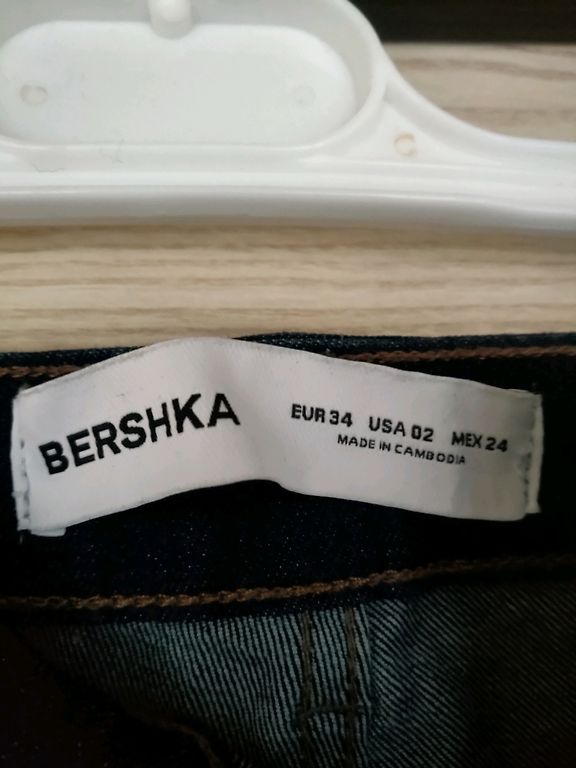 BERSHKA
EUR 34 USA 02 MEX 24
MADE IN CAMBODIA